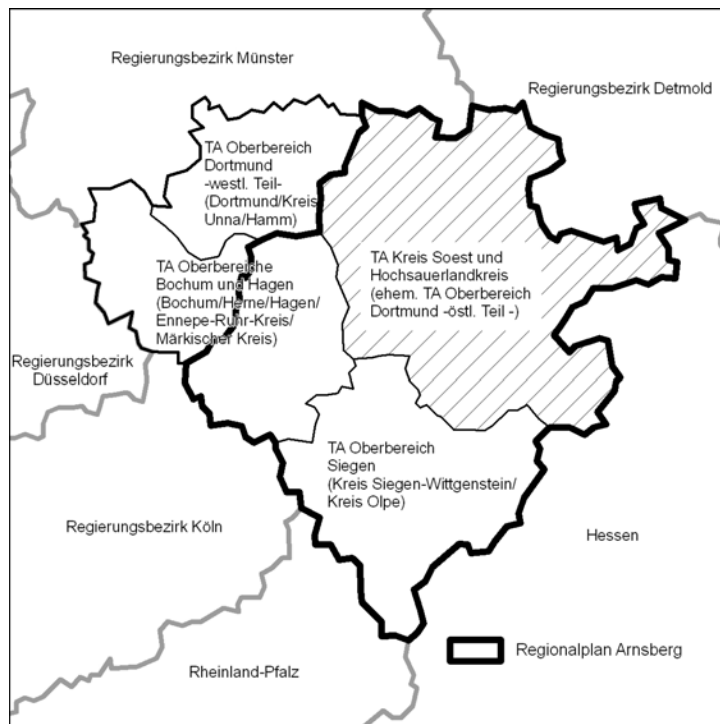 Regierungsbezirk Münster
Regierungsbezirk Detmold
TA Oberbereich
Dortmund
-westl. Teil-
(Dortmund/Kreis
Unna/Hamm)
TA Oberbereiche
Bochum und Hagen
(Bochum/Herne/Hagen/
Ennepe-Ruhr-Kreis/
Märkischer Kreis)
TA Kreis Soest und
Hochsauerlandkreis
(ehem. TA Oberbereich
Dortmund -östl. Teil -)
Regierungsbezirk
Düsseldorf
TA Oberbereich
Siegen
(Kreis Siegen-Wittgenstein/
Kreis Olpe)
Regierungsbezirk Köln
Hessen
Rheinland-Pfalz
Regionalplan Arnsberg